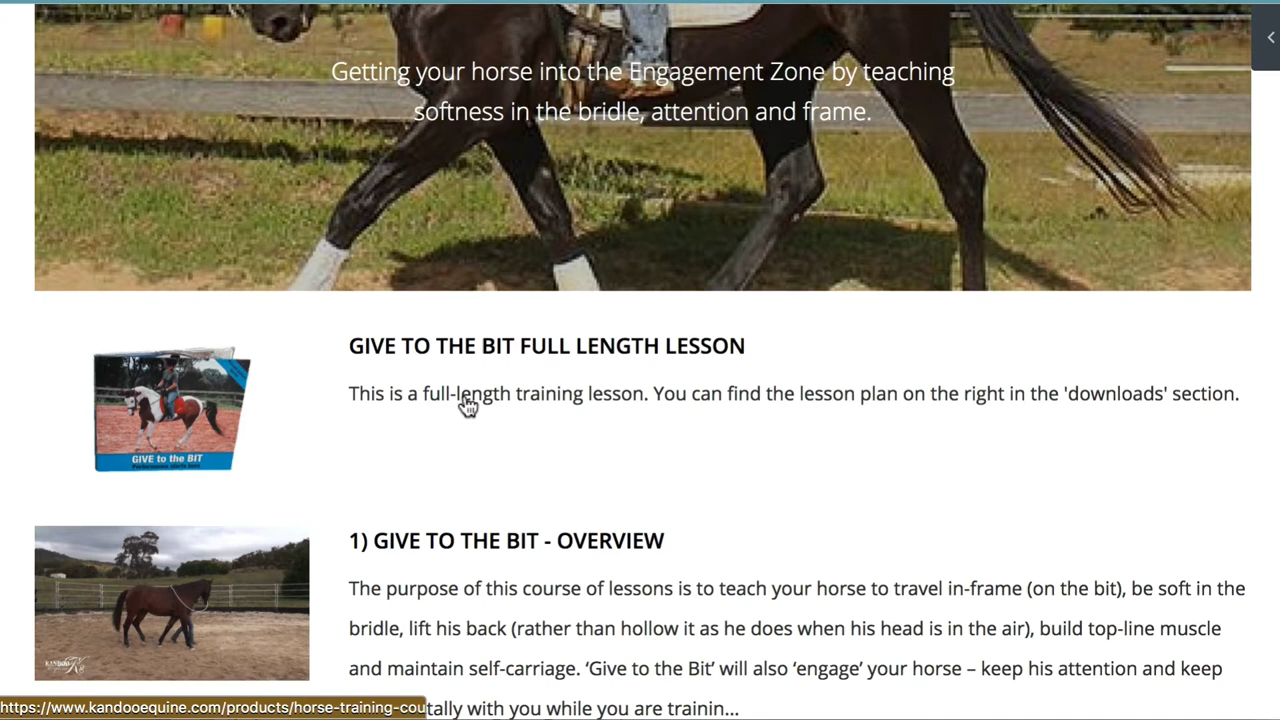 Getting your horse into the Engagement Zone by teaching
softness in the bridle, attention and frame.
GIVE TO THE BIT FULL LENGTH LESSON
This is a full-length training lesson. You can find the lesson plan on the right in the 'downloads' section.
GIVE to the BIT
1) GIVE TO THE BIT - OVERVIEW
The purpose of this course of lessons is to teach your horse to travel in-frame (on the bit), be soft in the
bridle, lift his back (rather than hollow it as he does when his head is in the air), build top-line muscle
and maintain self-carriage. ‘Give to the Bit’ will also ‘engage’ your horse – keep his attention and keep
tally with you while you are trainin...
KANDOO
https://www.kandooequine.com/products/horse-training-cou